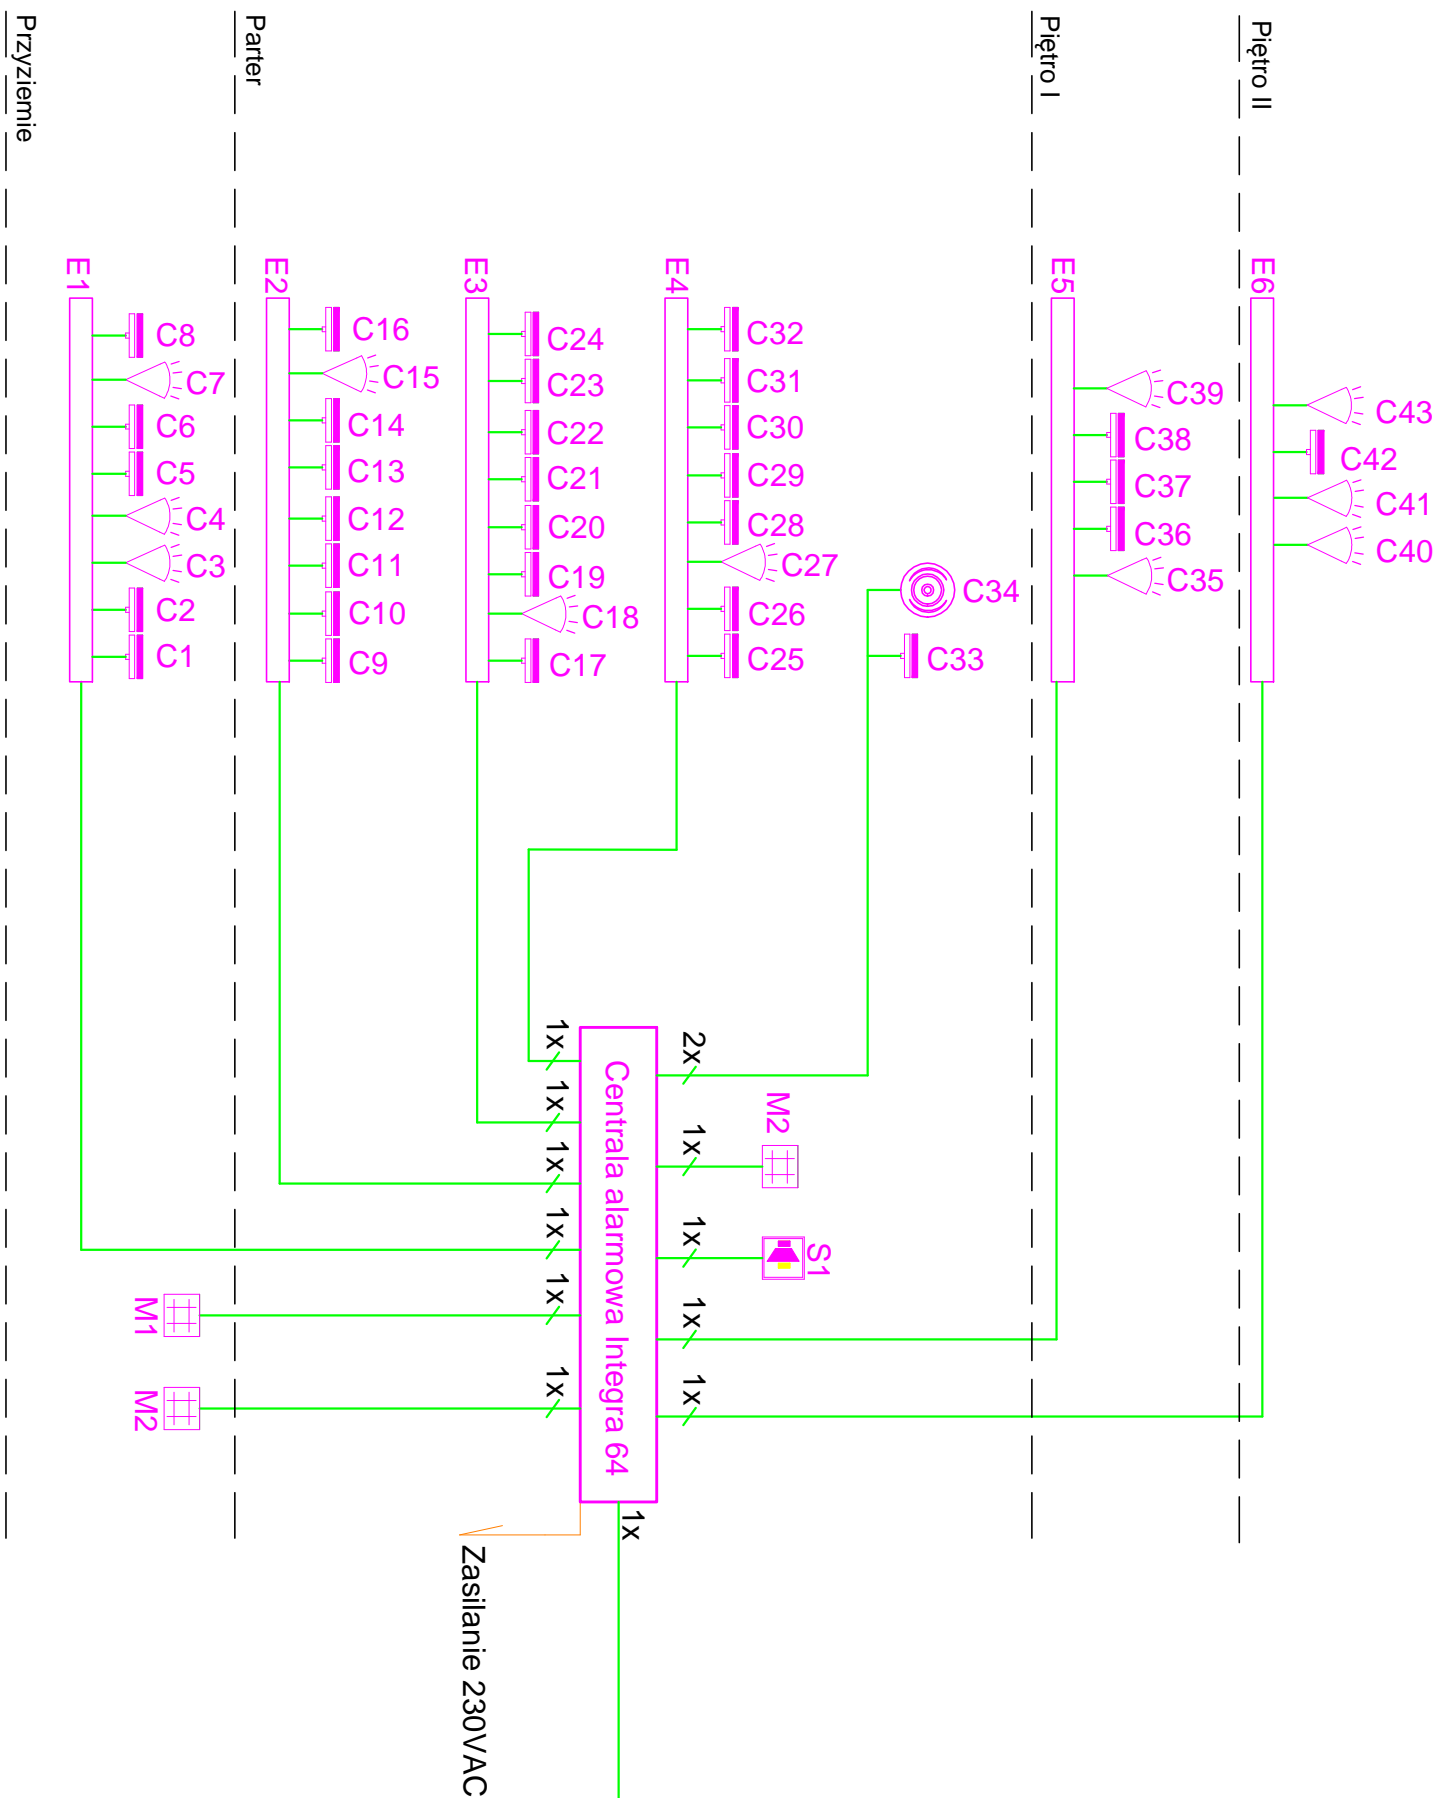 Piętro II
E6
C43
C42
C41
C40
Piętro I
E5
C39
C38
C37
C36
C35
C34
C33
E4
C32
C31
C30
C29
C28
C27
C26
C25
E3
C24
C23
C22
C21
C20
C19
C18
C17
Parter
E2
C16
C15
C14
C13
C12
C11
C10
C9
Przyziemie
E1
C8
C7
C6
C5
C4
C3
C2
C1
2x
1x
1x
1x
1x
M2
S1
Centrala alarmowa Integra 64
1x
1x
1x
1x
1x
1x
1x
M1
M2
Zasilanie 230VAC